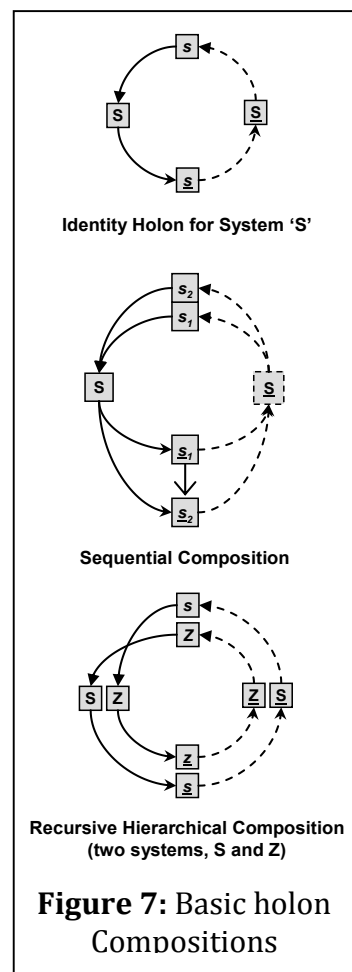 s
S S
s
Identity Holon for System ‘S’
s2
s1
S S
s1
s2
Sequential Composition
s
Z
S Z Z S
z
s
Recursive Hierarchical Composition
(two systems, S and Z)
Figure 7: Basic holon
Compositions